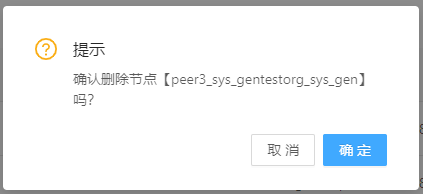 提示
确认删除节点【peer3_sys_gentestorg_sys_gen】
吗?
取 消
确 定